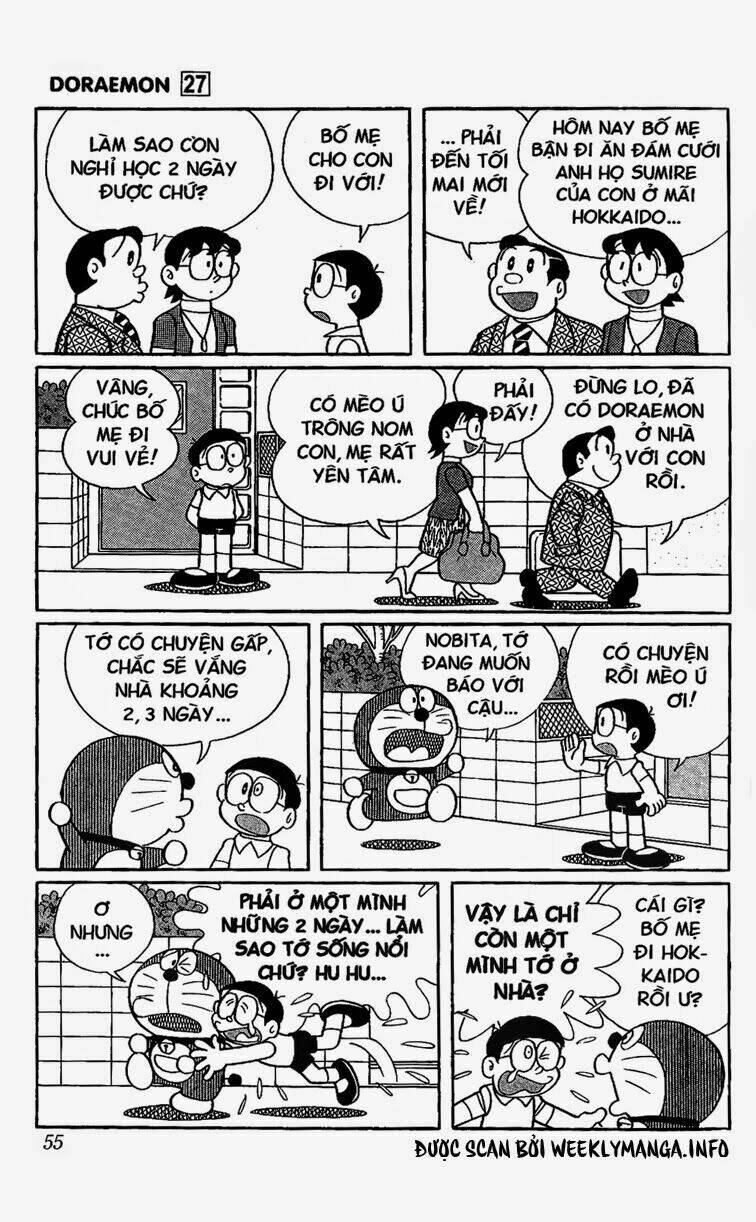 DORAEMON 27
HÔM NAY BỐ MẸ
BẬN ĐI ĂN ĐÁM CƯỚI
ANH HỌ SUMIRE
CỦA CON Ở MÃI
HOKKAIDO...
... PHẢI
ĐẾN TỐI
MAI MỚI
VỀ!
BỐ MẸ
CHO CON
ĐI VỚI!
LÀM SAO CON
NGHỈ HỌC 2 NGÀY
ĐƯỢC CHỨ?
ĐỪNG LO, ĐÃ
CÓ DORAEMON
Ở NHÀ
VỚI CON
RỒI.
PHẢI
ĐẤY!
CÓ MÈO Ú
TRÔNG NOM
CON, MẸ RẤT
YÊN TÂM.
VÂNG,
CHÚC BỐ
MẸ ĐI
VUI VẺ!
CÓ CHUYỆN
RỒI MÈO Ú
ƠI!
NOBITA, TỚ
ĐANG MUỐN
BÁO VỚI
CẬU...
TỚ CÓ CHUYỆN GẤP,
CHẮC SẼ VẮNG
NHÀ KHOẢNG
2, 3 NGÀY...
CÁI GÌ?
BỐ MẸ
ĐI HOK-
KAIDO
RỒI Ư?
VẬY LÀ CHỈ
CÒN MỘT
MÌNH TỚ Ở
NHÀ?
PHẢI Ở MỘT MÌNH
NHỮNG 2 NGÀY... LÀM
SAO TỚ SỐNG NỔI
CHỨ? HU HU...
Ơ
NHƯNG
...
55
ĐƯỢC SCAN BỞI WEEKLYMANGA.INFO